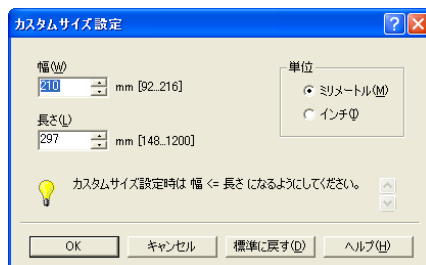 カスタムサイズ設定
幅(W)
210 mm [92..216]
長さ(L)
297 mm [148..1200]
単位
ミリメートル(M)
インチ(I)
カスタムサイズ設定時は 幅 <= 長さ になるようにしてください。
OK キャンセル 標準に戻す(D) ヘルプ(H)